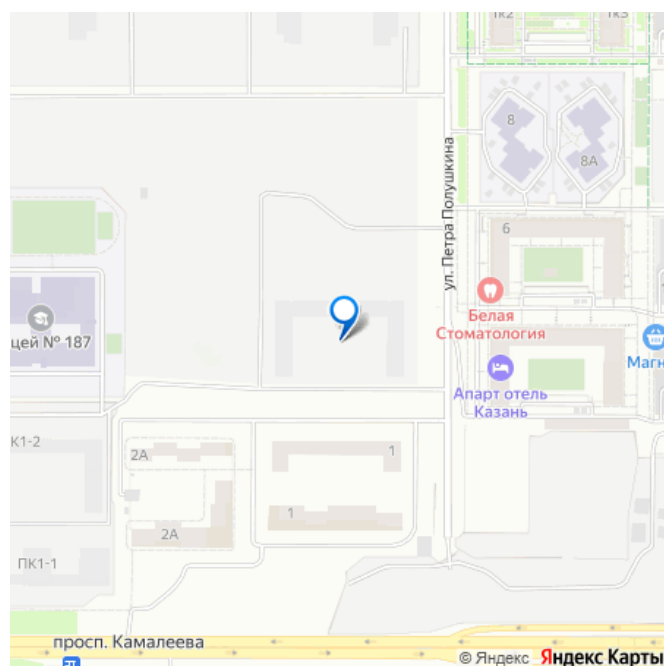 1к2
1к3
8
8А
ул. Петра Полушкина
6
Белая
Стоматология
цей № 187
Магн
Апарт отель
Казань
К1-2
2А
1
1
2А
ПК1-1
просп. Камалеева
© Яндекс Яндекс Карты